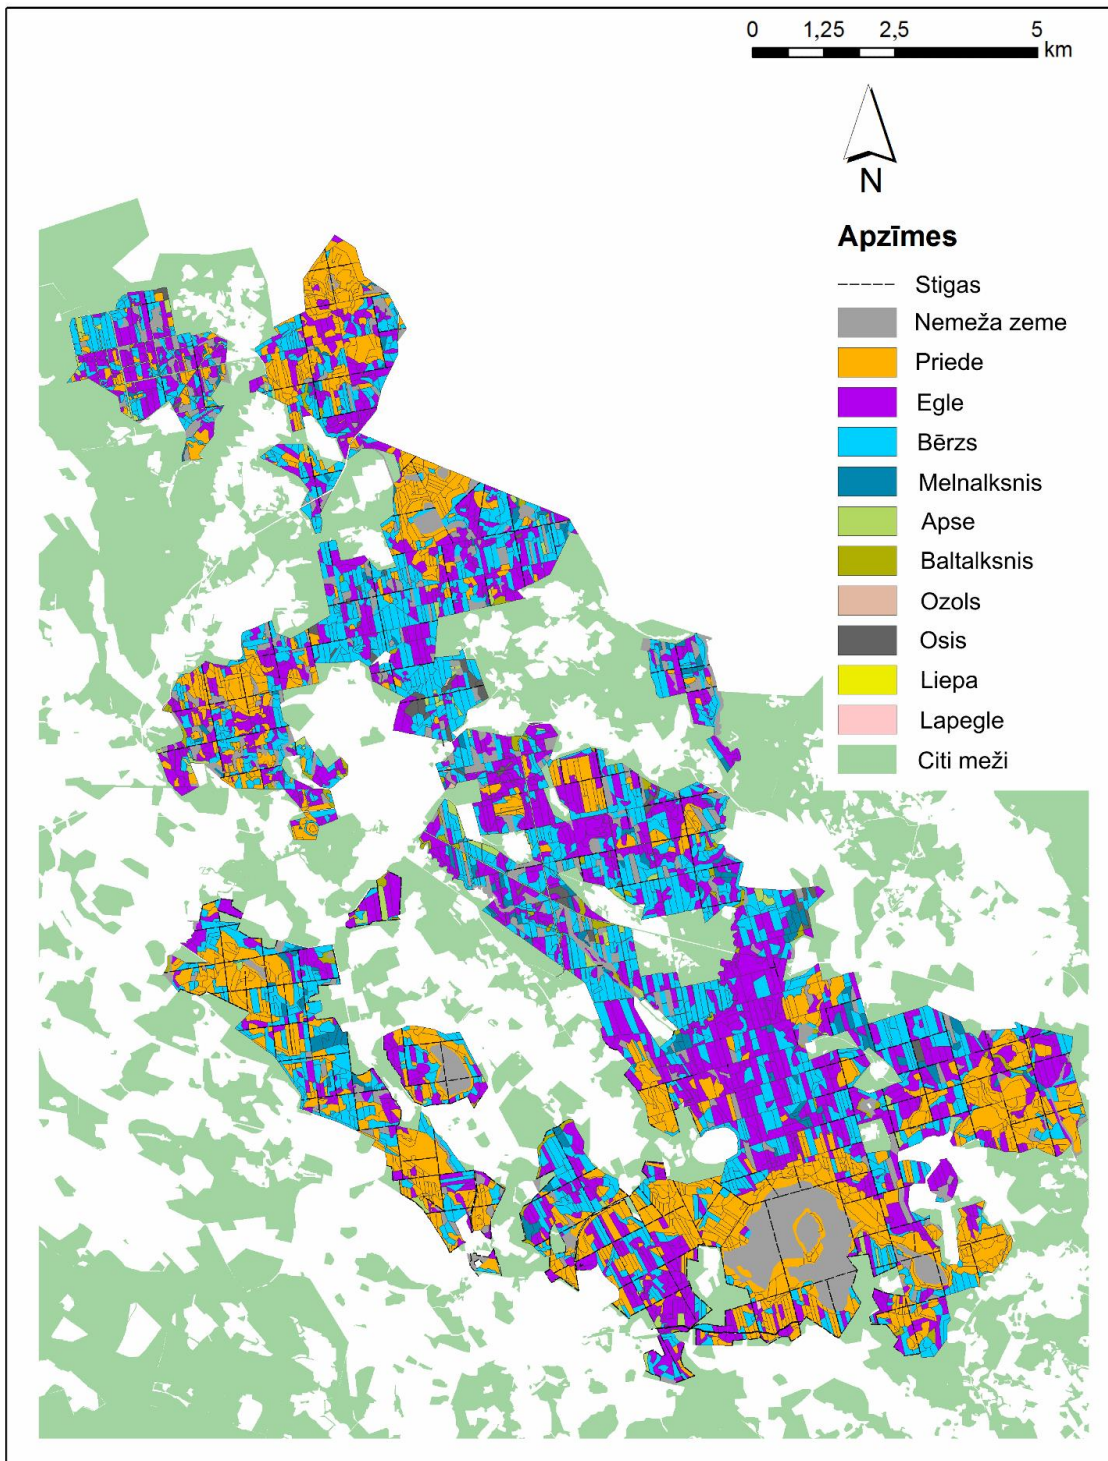 0 1,25 2,5 5
km
N
Apzīmes
Stigas
Nemeža zeme
Priede
Egle
Bērzs
Melnalksnis
Apse
Baltalksnis
Ozols
Osis
Liepa
Lapegle
Citi meži